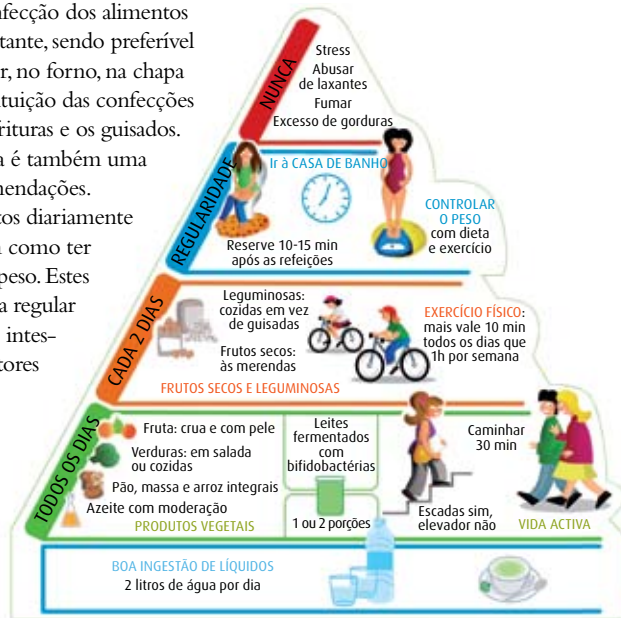 nfecção dos alimentos
tante, sendo preferível
r, no forno, na chapa
tituição das confecções
rituras e os guisados.
a é também uma
nendações.
tos diariamente
como ter
peso. Estes
a regular
intes-
tores
NUNCA
Stress
Abusar
de laxantes
Fumar
Excesso de gorduras
REGULARIDADE
Ir à CASA DE BANHO
Reserve 10-15 min
após as refeições
CONTROLAR
O PESO
com dieta
e exercício
CADA 2 DIAS
Leguminosas:
cozidas em vez
de guisadas
Frutos secos:
às merendas
FRUTOS SECOS E LEGUMINOSAS
EXERCÍCIO FÍSICO:
mais vale 10 min
todos os dias que
1h por semana
TODOS OS DIAS
Fruta: crua e com pele
Verduras: em salada
ou cozidas
Pão, massa e arroz integrais
Azeite com moderação
PRODUTOS VEGETAIS
Leites
fermentados
com
bifidobactérias
1 ou 2 porções
Caminhar
30 min
Escadas sim,
elevador não
VIDA ACTIVA
BOA INGESTÃO DE LÍQUIDOS
2 litros de água por dia